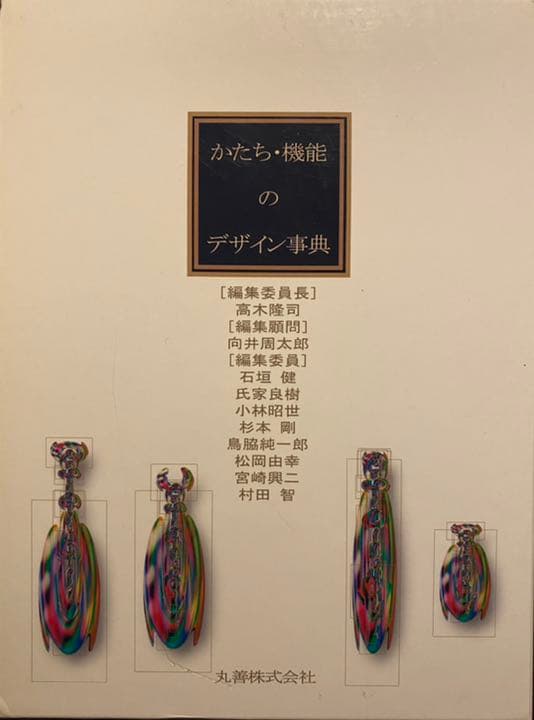 かたち・機能
の
デザイン事典
[編集委員長]
高木隆司
[編集顧問]
向井周太郎
[編集委員]
石垣 健
氏家良樹
小林昭世
杉本 剛
鳥脇純一郎
松岡由幸
宮崎興二
村田 智
丸善株式会社